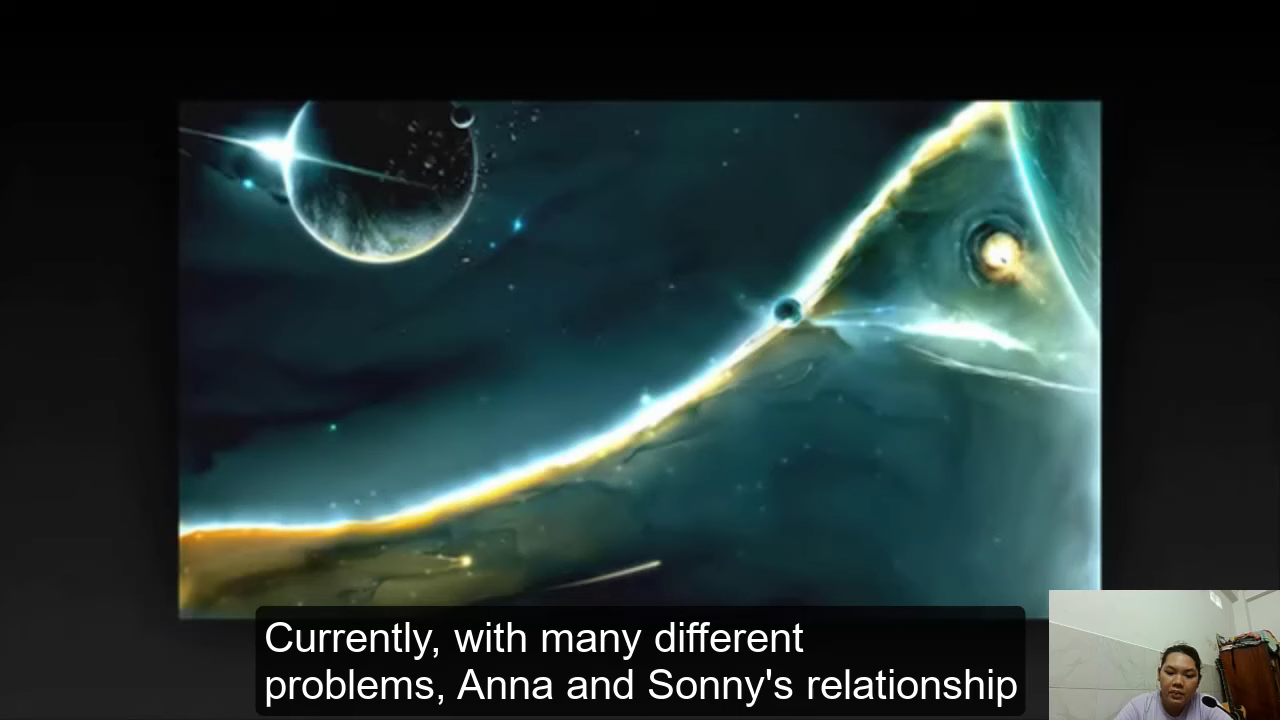 Currently, with many different
problems, Anna and Sonny's relationship